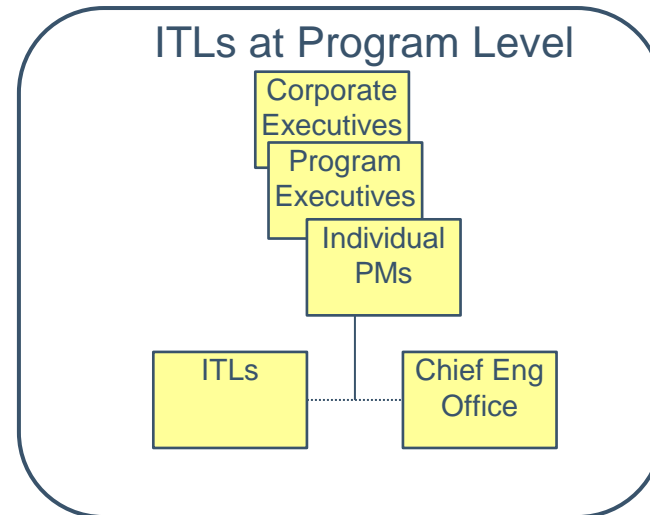 ITLs at Program Level
Corporate
Executives
Program
Executives
Individual
PMs
ITLs
Chief Eng
Office